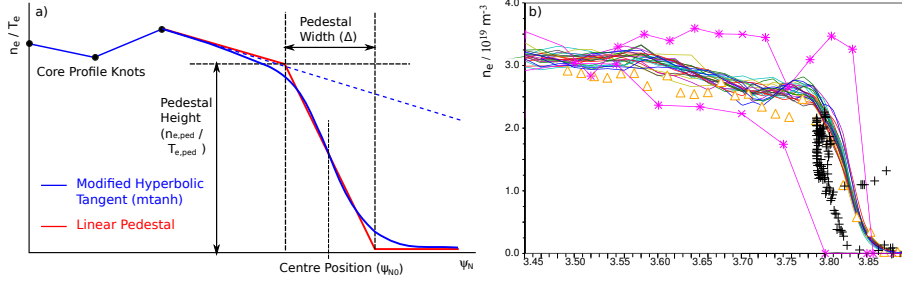 a)
n_e / T_e
Core Profile Knots
Pedestal
Width (Δ)
Pedestal
Height
(n_e,ped /
T_e,ped )
Modified Hyperbolic
Tangent (mtanh)
Linear Pedestal
Centre Position (ψ_N0)
ψ_N
b)
n_e / 10^19 m^-3
4.0
3.0
2.0
1.0
0.0
3.45 3.50 3.55 3.60 3.65 3.70 3.75 3.80 3.85